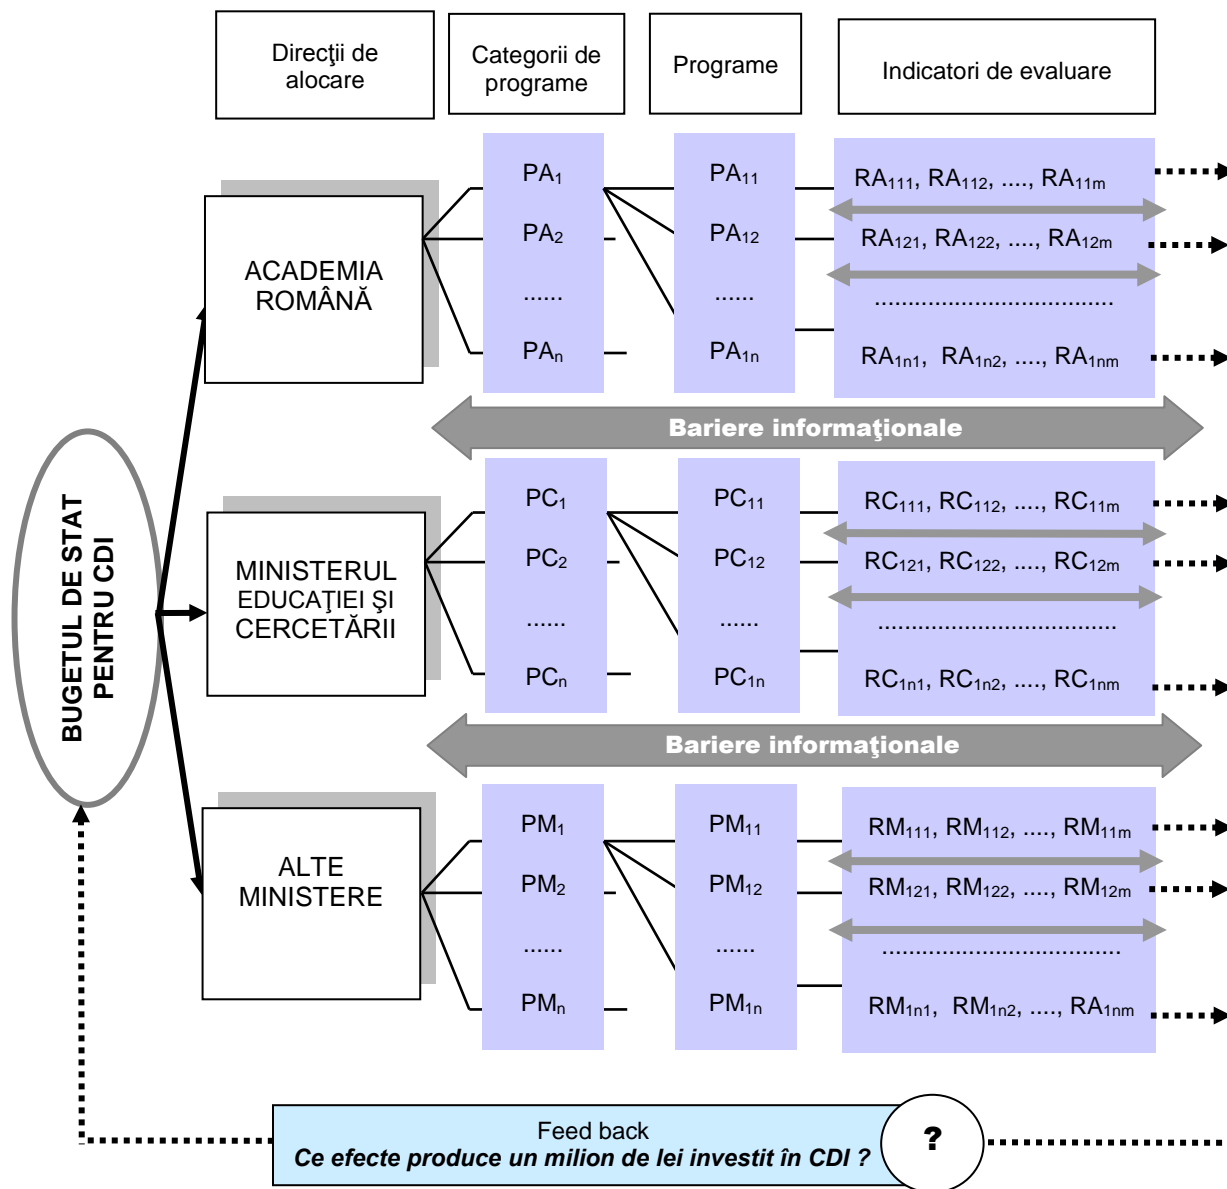 Direcţii de
alocare
Categorii de
programe
Programe
Indicatori de evaluare
BUGETUL DE STAT
PENTRU CDI
ACADEMIA
ROMÂNĂ
PA1
PA2
......
PAn
PA11
PA12
......
PA1n
RA111, RA112, ...., RA11m
RA121, RA122, ...., RA12m
....................................
RA1n1, RA1n2, ...., RA1nm
Bariere informaţionale
MINISTERUL
EDUCAŢIEI ŞI
CERCETĂRII
PC1
PC2
......
PCn
PC11
PC12
......
PC1n
RC111, RC112, ...., RC11m
RC121, RC122, ...., RC12m
....................................
RC1n1, RC1n2, ...., RC1nm
Bariere informaţionale
ALTE
MINISTERE
PM1
PM2
......
PMn
PM11
PM12
......
PM1n
RM111, RM112, ...., RM11m
RM121, RM122, ...., RM12m
....................................
RM1n1, RM1n2, ...., RA1nm
Feed back
Ce efecte produce un milion de lei investit în CDI ?
?